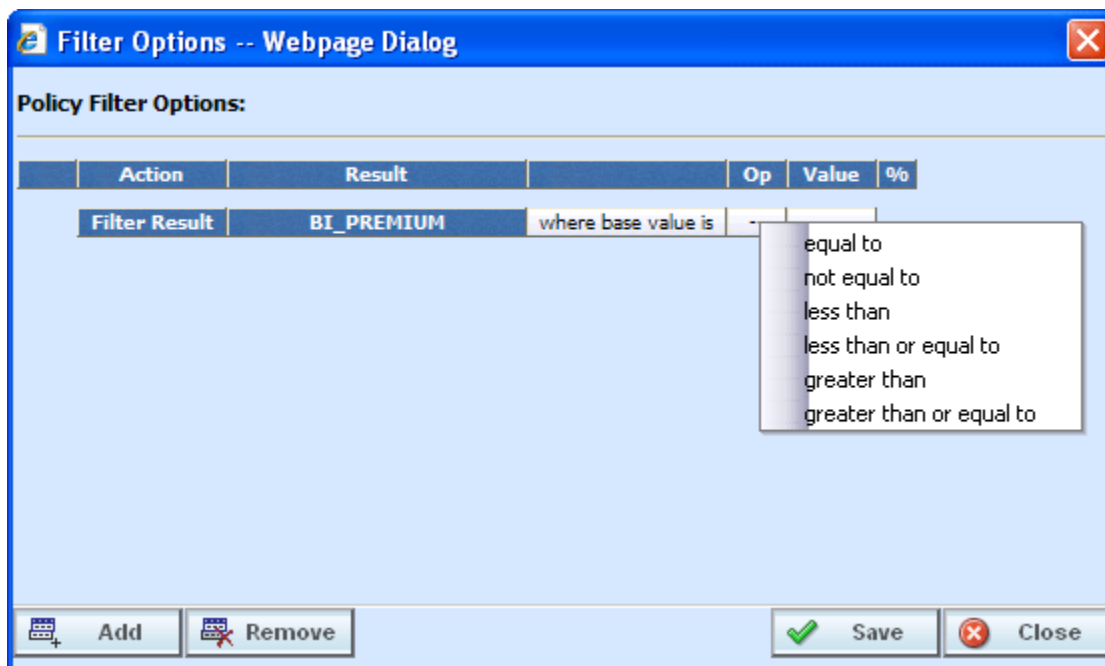 Filter Options -- Webpage Dialog
Policy Filter Options:
Action Result Op Value %
Filter Result BI_PREMIUM where base value is -
equal to
not equal to
less than
less than or equal to
greater than
greater than or equal to
Add Remove Save Close